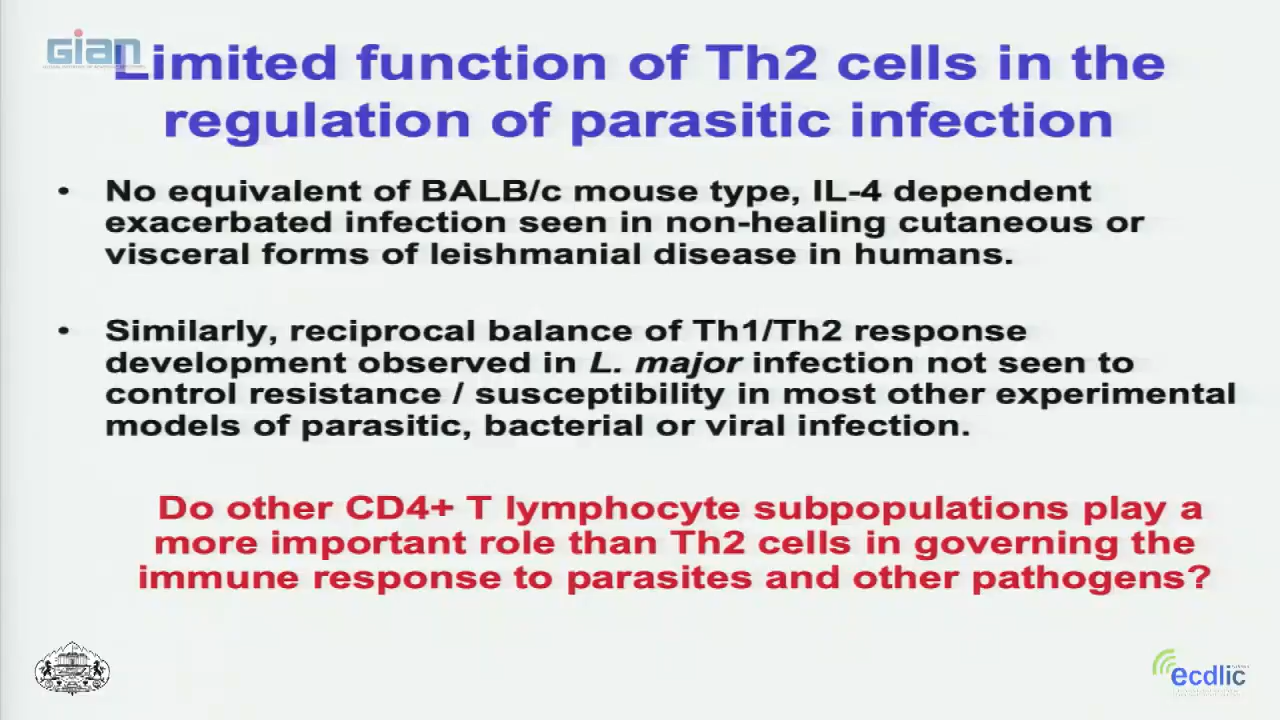 GIAN
Limited function of Th2 cells in the
regulation of parasitic infection
• No equivalent of BALB/c mouse type, IL-4 dependent
exacerbated infection seen in non-healing cutaneous or
visceral forms of leishmanial disease in humans.
• Similarly, reciprocal balance of Th1/Th2 response
development observed in L. major infection not seen to
control resistance / susceptibility in most other experimental
models of parasitic, bacterial or viral infection.
Do other CD4+ T lymphocyte subpopulations play a
more important role than Th2 cells in governing the
immune response to parasites and other pathogens?
ecdlic